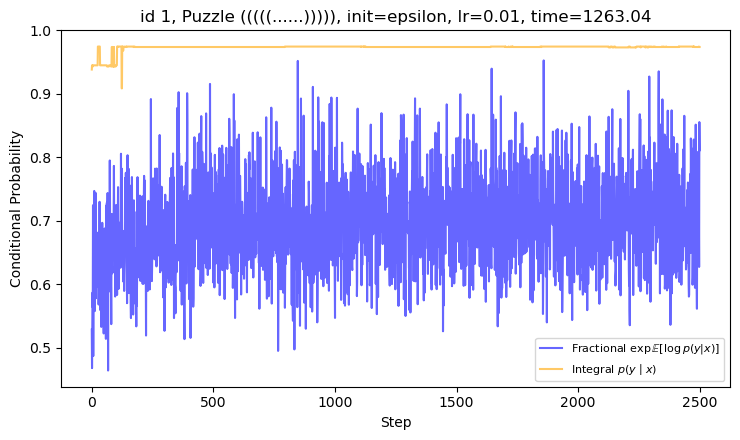 id 1, Puzzle (((((......))))), init=epsilon, lr=0.01, time=1263.04
Conditional Probability
1.0
0.9
0.8
0.7
0.6
0.5
0
500
1000
1500
2000
2500
Step
Fractional exp 𝔼[log p(y|x)]
Integral p(y | x)